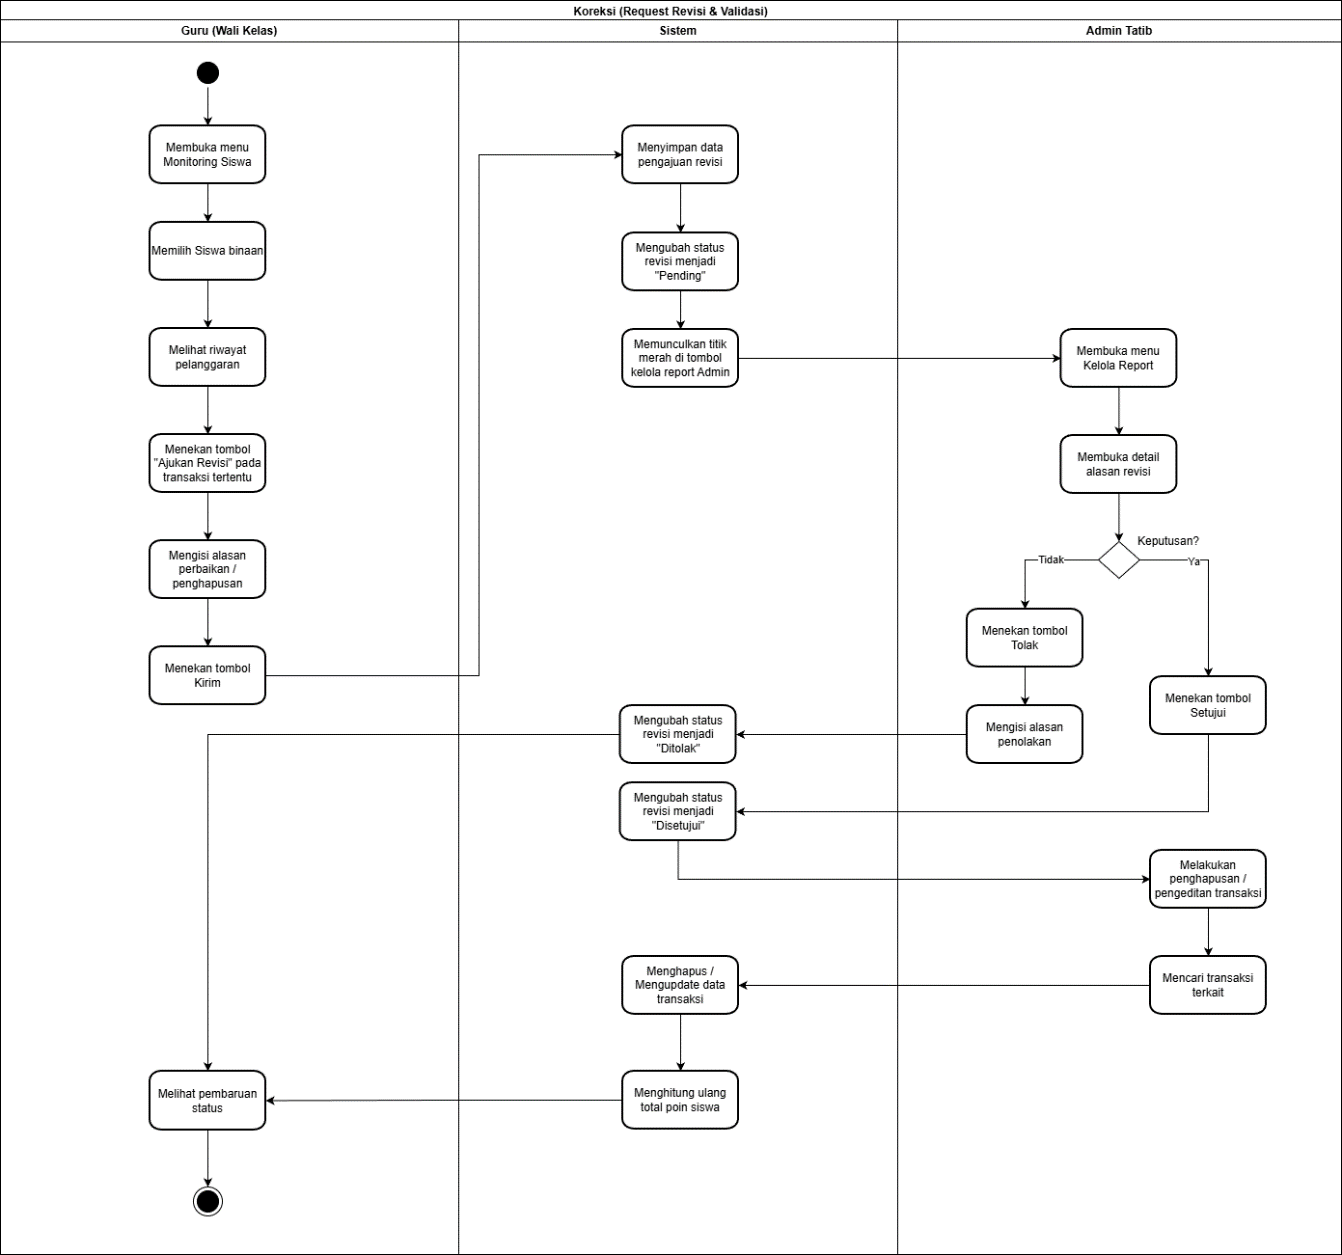 Koreksi (Request Revisi & Validasi)
Guru (Wali Kelas)
Sistem
Admin Tatib
Membuka menu
Monitoring Siswa
Memilih Siswa binaan
Melihat riwayat
pelanggaran
Menekan tombol
"Ajukan Revisi" pada
transaksi tertentu
Mengisi alasan
perbaikan /
penghapusan
Menekan tombol
Kirim
Menyimpan data
pengajuan revisi
Mengubah status
revisi menjadi
"Pending"
Memunculkan titik
merah di tombol
kelola report Admin
Membuka menu
Kelola Report
Membuka detail
alasan revisi
Keputusan?
Tidak
Ya
Menekan tombol
Tolak
Mengisi alasan
penolakan
Menekan tombol
Setujui
Mengubah status
revisi menjadi
"Ditolak"
Mengubah status
revisi menjadi
"Disetujui"
Melakukan
penghapusan /
pengeditan transaksi
Mencari transaksi
terkait
Menghapus /
Mengupdate data
transaksi
Menghitung ulang
total poin siswa
Melihat pembaruan
status